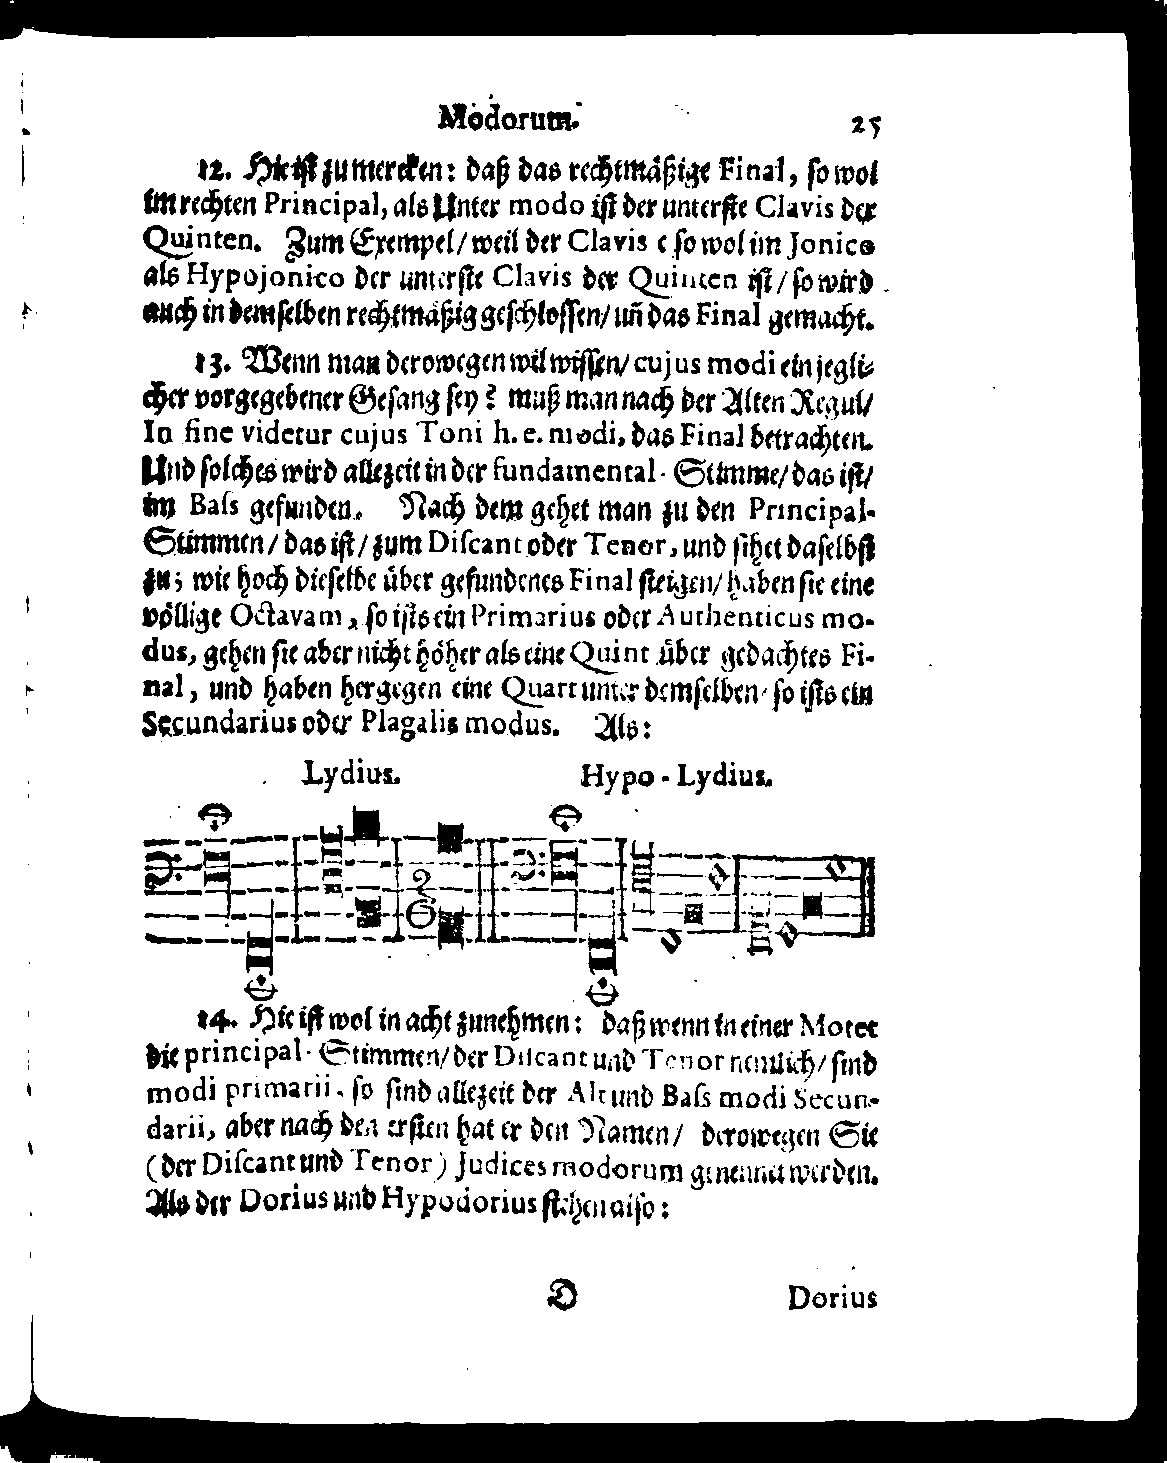 Modorum.
25
12. Hie ist zu mercken: daß das rechtmäßige Final, so wol
im rechten Principal, als Unter modo ist der unterste Clavis der
Quinten. Zum Exempel/ weil der Clavis c so wol im Jonico
als Hypojonico der unterste Clavis der Quinten ist/ so wird
auch in demselben rechtmäßig geschlossen/ uñ das Final gemacht.
13. Wenn man derowegen wil wissen/ cujus modi ein jegli-
cher vorgegebener Gesang sey? muß man nach der Alten Regul/
In fine videtur cujus Toni h. e. modi, das Final betrachten.
Und solches wird allezeit in der fundamental-Stimme/ das ist/
im Baſs gefunden. Nach dem gehet man zu den Principal-
Stimmen/ das ist/ zum Diſcant oder Tenor, und sihet daselbst
zu; wie hoch dieselbe über gefundenes Final steigen/ haben sie eine
völlige Octavam, so ists ein Primarius oder Authenticus mo-
dus, gehen sie aber nicht höher als eine Quint über gedachtes Fi-
nal, und haben hergegen eine Quart unter demselben/ so ists ein
Secundarius oder Plagalis modus. Als:
Lydius. Hypo-Lydius.
14. Hie ist wol in acht zunehmen: daß wenn in einer Motet
die principal-Stimmen/ der Diſcant und Tenor nemlich/ sind
modi primarii, so sind allezeit der Alt und Baſs modi Secun-
darii, aber nach den ersten hat er den Namen/ derowegen Sie
(der Diſcant und Tenor) Judices modorum genennet werden.
Als der Dorius und Hypodorius stehen also:
D
Dorius